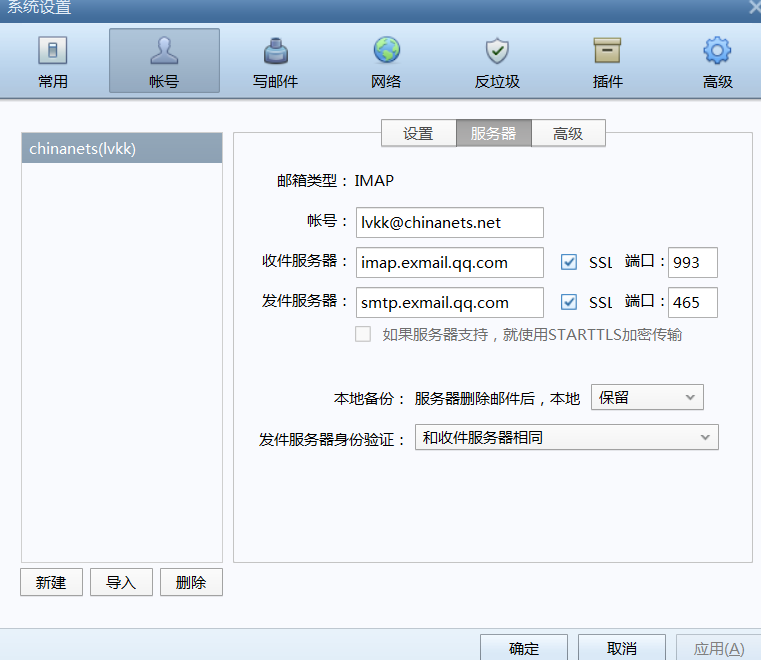 系统设置
常用 帐号 写邮件 网络 反垃圾 插件 高级
chinanets(lvkk)
设置 服务器 高级
邮箱类型： IMAP
帐号： lvkk@chinanets.net
收件服务器： imap.exmail.qq.com SSL 端口： 993
发件服务器： smtp.exmail.qq.com SSL 端口： 465
如果服务器支持，就使用STARTTLS加密传输
本地备份： 服务器删除邮件后，本地 保留
发件服务器身份验证： 和收件服务器相同
新建 导入 删除
确定 取消 应用(A)